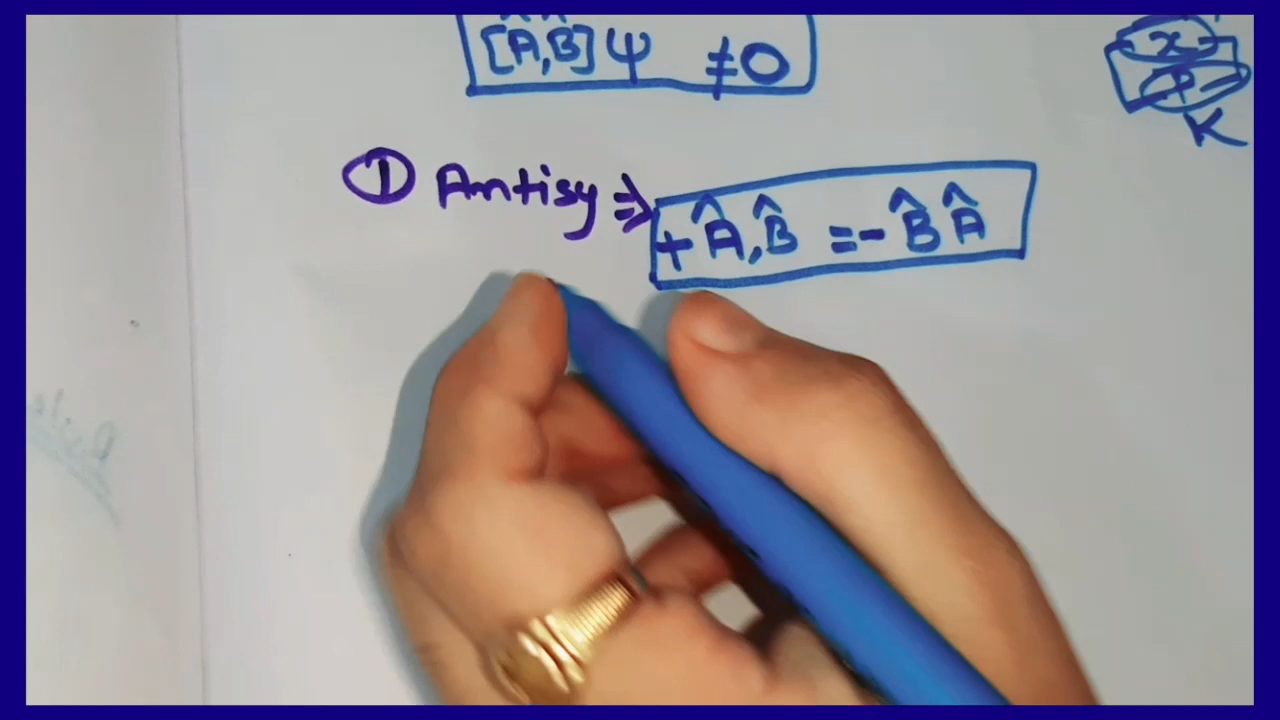 [Â,B̂]Ψ ≠0
x
K
① Antisy ⇒ +Â,B̂ =- B̂ Â